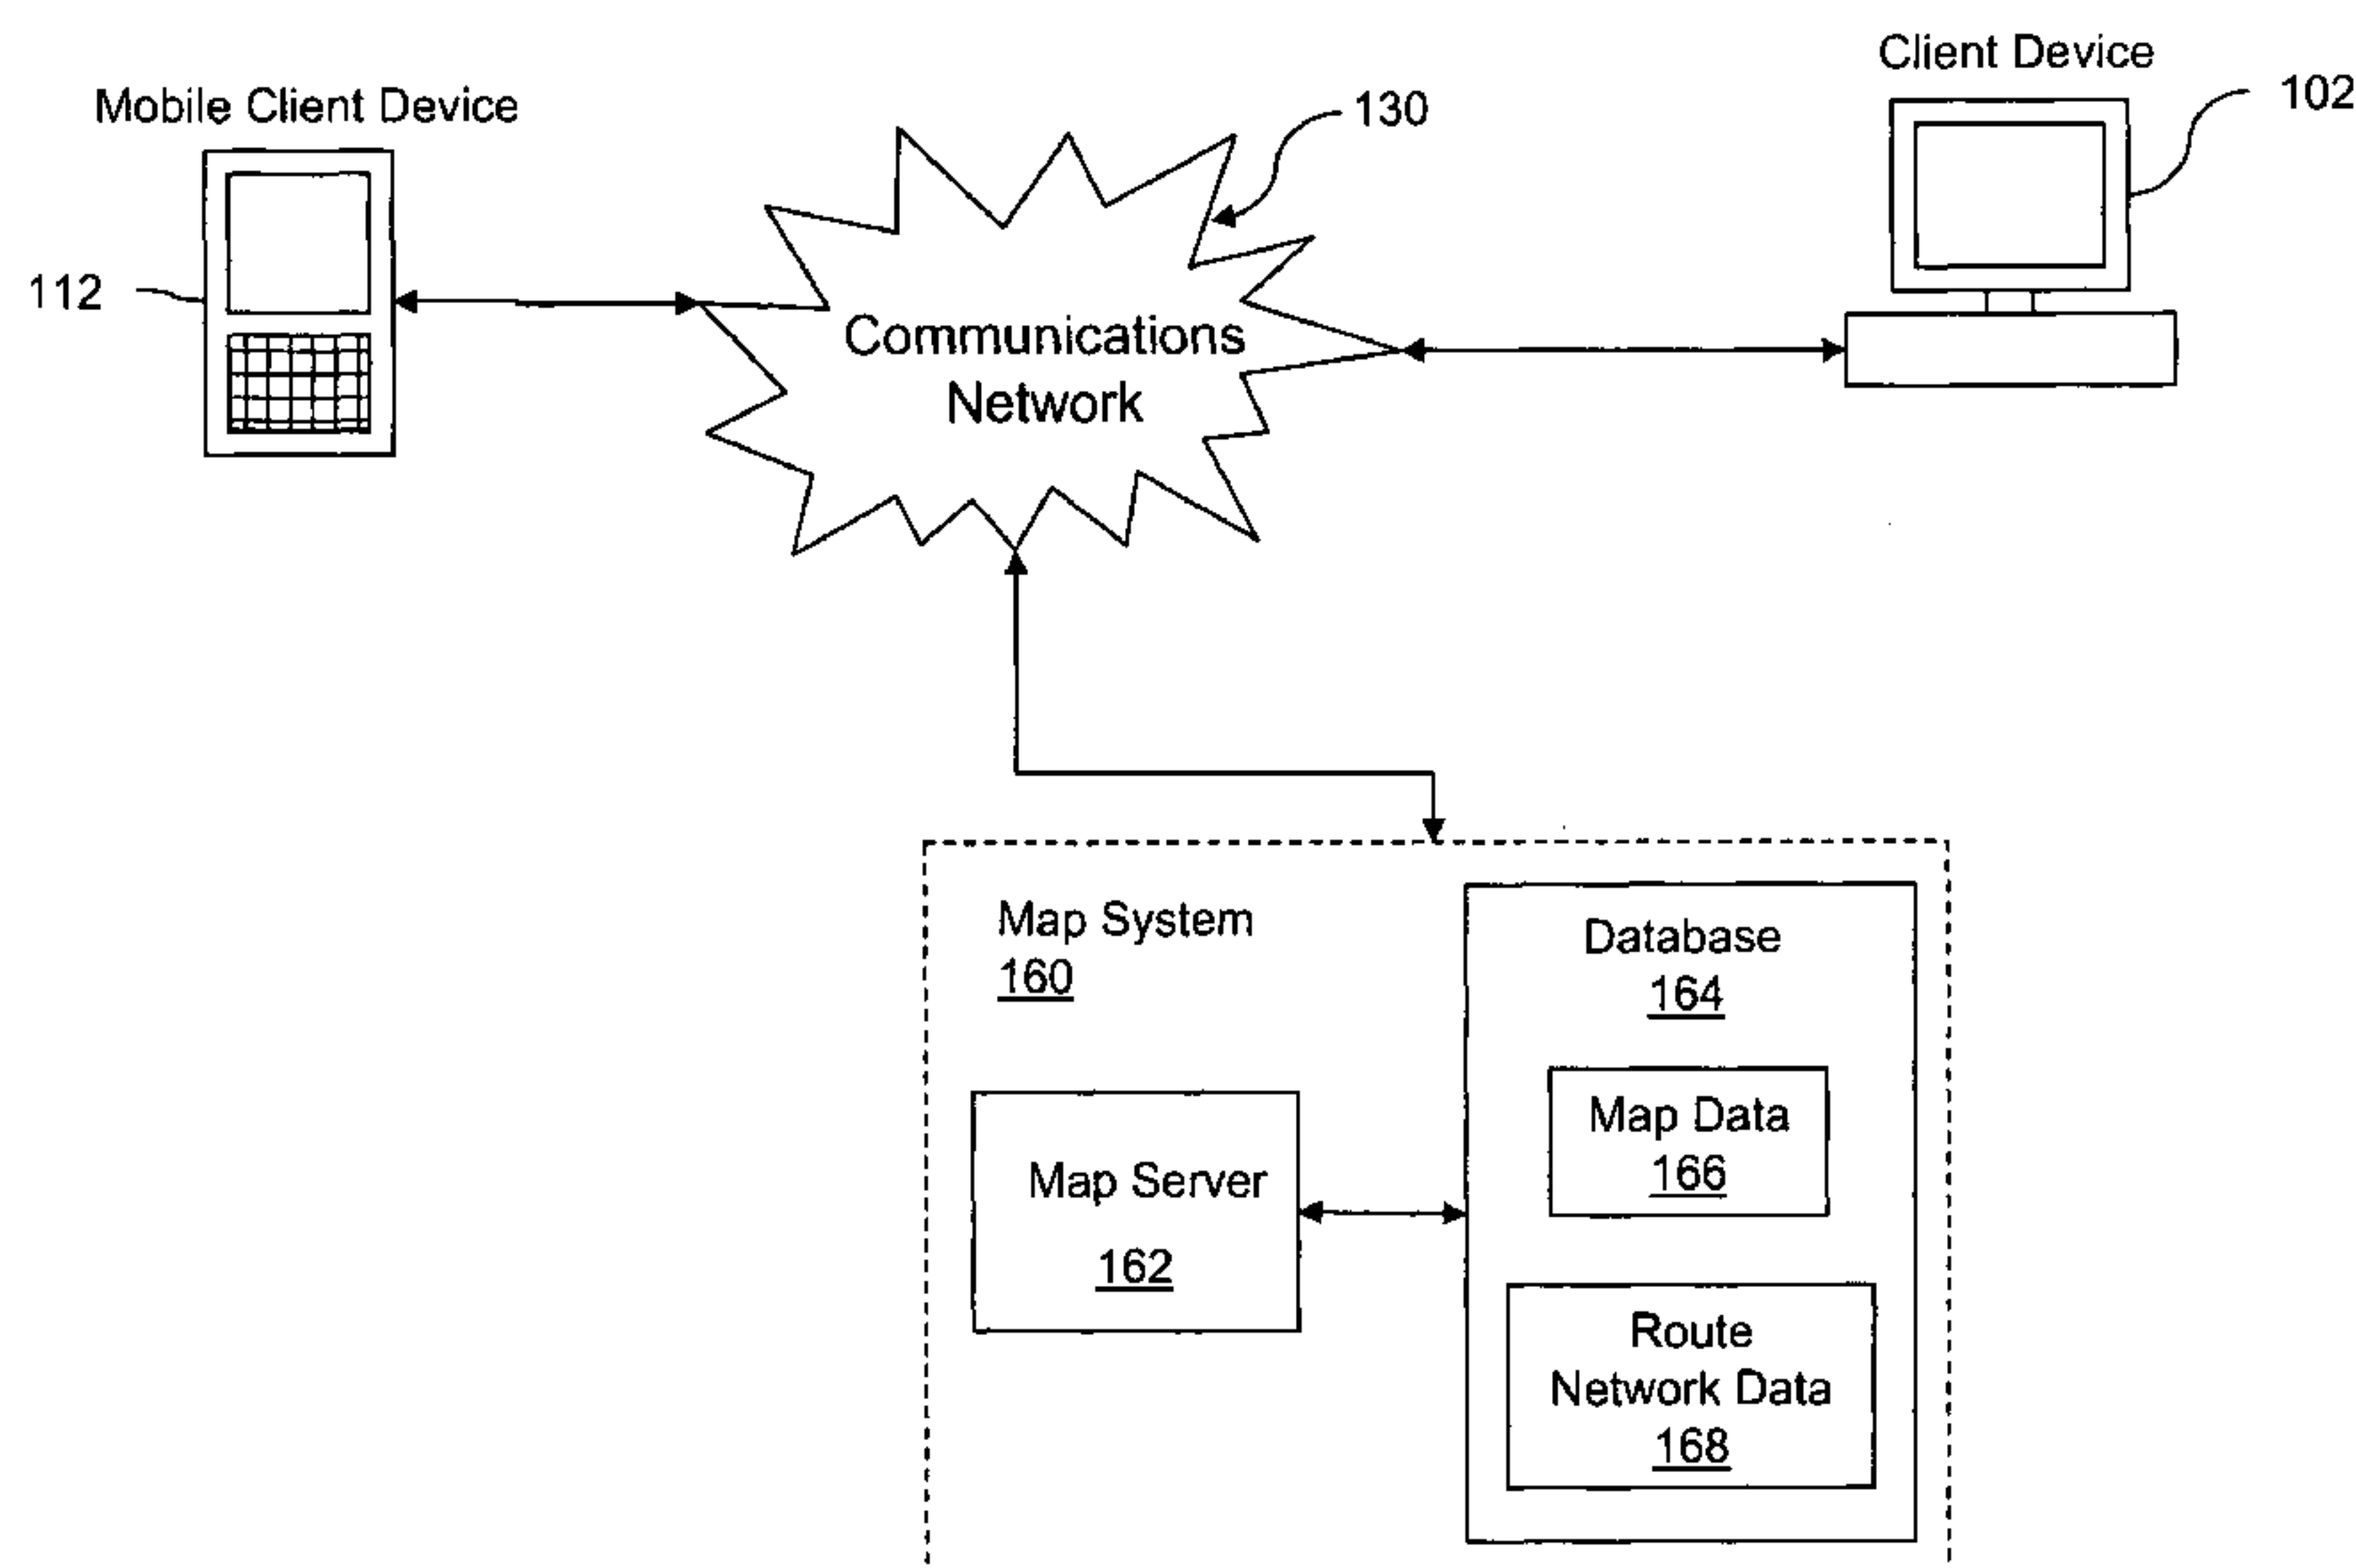 Client Device
102
Mobile Client Device
130
112
Communications
Network
Map System
160
Database
164
Map Data
166
Map Server
162
Route
Network Data
168